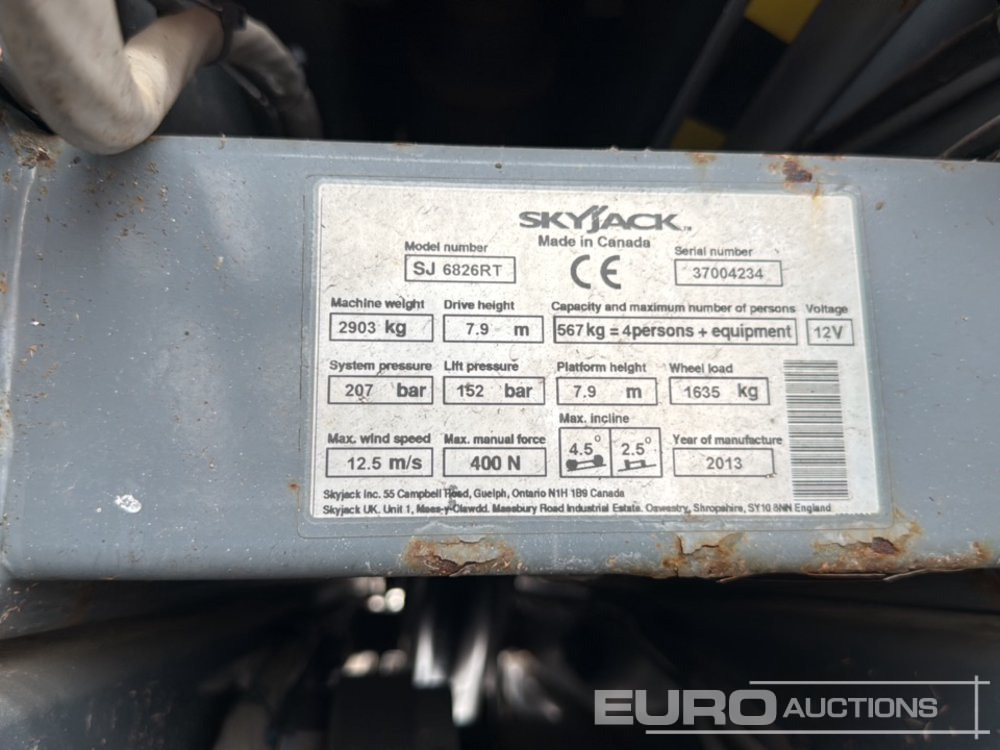 SKYJACK™
Made in Canada
CE
Model number
SJ 6826RT
Serial number
37004234
Machine weight Drive height Capacity and maximum number of persons Voltage
2903 kg 7.9 m 567kg = 4persons + equipment 12V
System pressure Lift pressure Platform height Wheel load
207 bar 152 bar 7.9 m 1635 kg
Max. wind speed Max. manual force Max. incline Year of manufacture
12.5 m/s 400 N 4.5° 2.5° 2013
Skyjack Inc. 55 Campbell Road, Guelph, Ontario N1H 1B9 Canada
Skyjack UK. Unit 1, Maes-y-Clawdd. Maesbury Road Industrial Estate. Oswestry, Shropshire, SY10 8NN England
EURO AUCTIONS